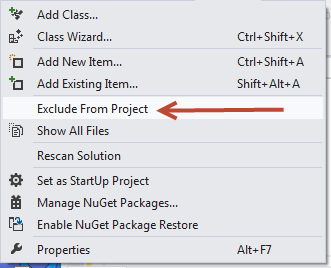 Add Class...
Class Wizard... Ctrl+Shift+X
Add New Item... Ctrl+Shift+A
Add Existing Item... Shift+Alt+A
Exclude From Project
Show All Files
Rescan Solution
Set as StartUp Project
Manage NuGet Packages...
Enable NuGet Package Restore
Properties Alt+F7